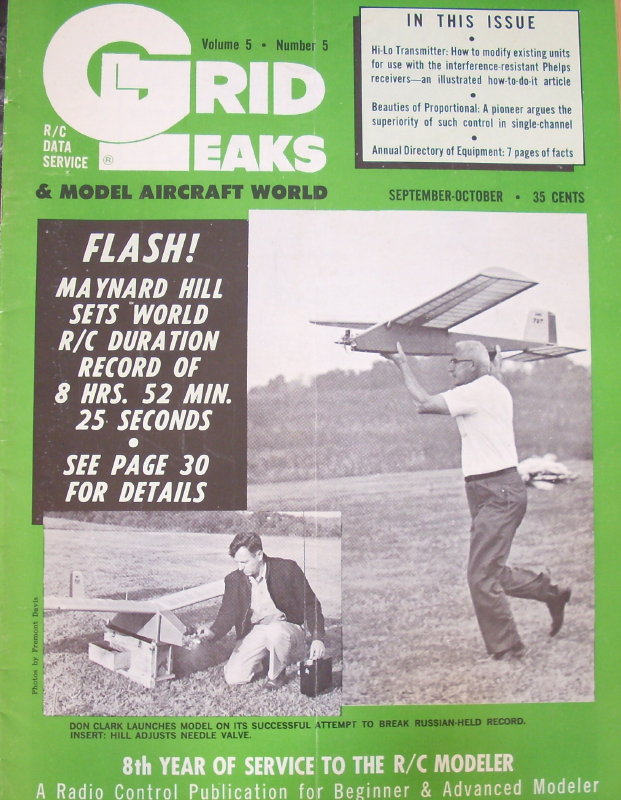 GRID
LEAKS
Volume 5 • Number 5
R/C
DATA
SERVICE
®
& MODEL AIRCRAFT WORLD
IN THIS ISSUE
•
Hi-Lo Transmitter: How to modify existing units
for use with the interference-resistant Phelps
receivers—an illustrated how-to-do-it article
•
Beauties of Proportional: A pioneer argues the
superiority of such control in single-channel
•
Annual Directory of Equipment: 7 pages of facts
SEPTEMBER-OCTOBER • 35 CENTS
FLASH!
MAYNARD HILL
SETS WORLD
R/C DURATION
RECORD OF
8 HRS. 52 MIN.
25 SECONDS
•
SEE PAGE 30
FOR DETAILS
Photos by Fremont Davis
DON CLARK LAUNCHES MODEL ON ITS SUCCESSFUL ATTEMPT TO BREAK RUSSIAN-HELD RECORD.
INSERT: HILL ADJUSTS NEEDLE VALVE.
8th YEAR OF SERVICE TO THE R/C MODELER
A Radio Control Publication for Beginner & Advanced Modeler